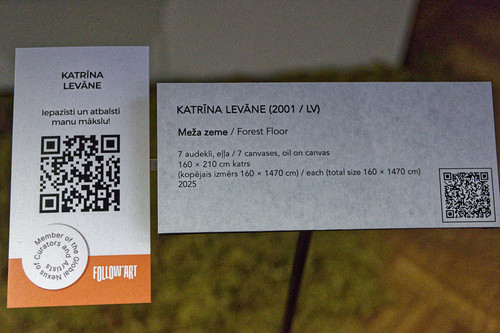 KATRĪNA
LEVĀNE
Iepazīsti un atbalsti
manu mākslu!
Member of the Global Nexus of Curators and Artists
FOLLOW'ART
KATRĪNA LEVĀNE (2001 / LV)
Meža zeme / Forest Floor
7 audekli, eļļa / 7 canvases, oil on canvas
160 × 210 cm katrs
(kopējais izmērs 160 × 1470 cm) / each (total size 160 × 1470 cm)
2025